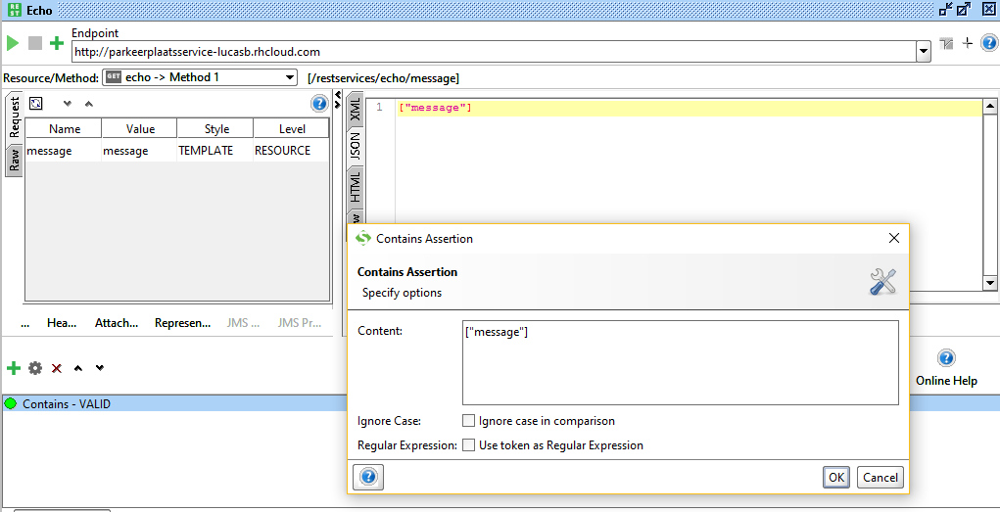 Echo
Endpoint
http://parkeerplaatsservice-lucasb.rhcloud.com
Resource/Method: GET echo -> Method 1 [/restservices/echo/message]
Request
Raw
Name Value Style Level
message message TEMPLATE RESOURCE
XML
JSON
HTML
1 ["message"]
... Hea... Attach... Represen... JMS ... JMS Pr...
Contains Assertion
Contains Assertion
Specify options
Content: ["message"]
Ignore Case: Ignore case in comparison
Regular Expression: Use token as Regular Expression
OK Cancel
Online Help
Contains - VALID